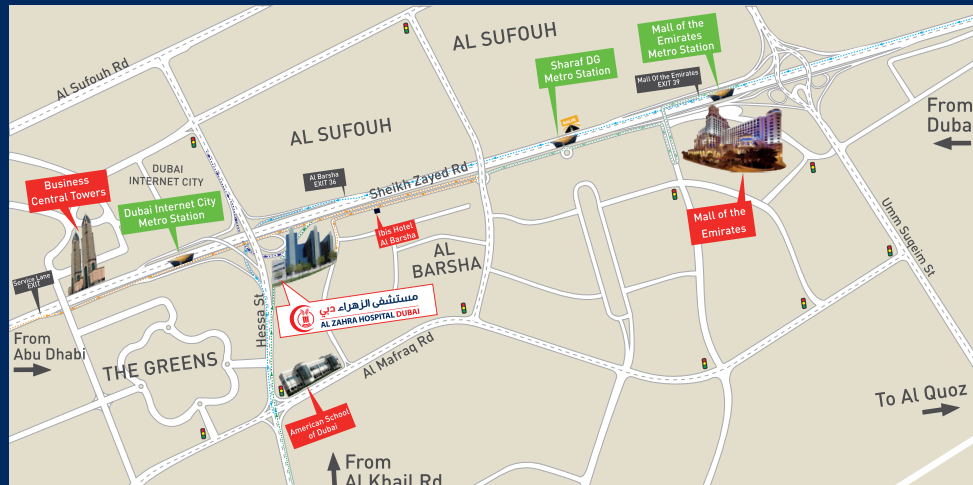 AL SUFOUH
Mall of the
Emirates
Metro Station
Sharaf DG
Metro Station
Mall Of the Emirates
EXIT 39
Al Sufouh Rd
From
Duba
AL SUFOUH
DUBAI
INTERNET CITY
Al Barsha
EXIT 36
Sheikh Zayed Rd
Business
Central Towers
Dubai Internet City
Metro Station
Ibis Hotel
Al Barsha
Mall of the
Emirates
Umm Suqeim St
AL
BARSHA
Service Lane
EXIT
مستشفى الزهراء دبي
AL ZAHRA HOSPITAL DUBAI
Hessa St
From
Abu Dhabi
THE GREENS
Al Mafraq Rd
To Al Quoz
American School
of Dubai
From
Al Khail Rd